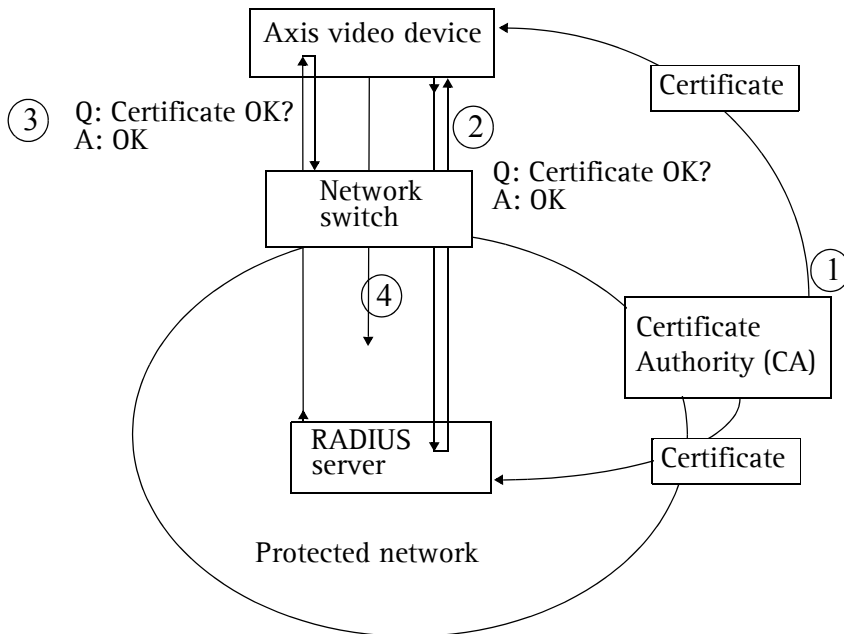 Axis video device
Certificate
3
Q: Certificate OK?
A: OK
2
Q: Certificate OK?
A: OK
Network
switch
1
4
Certificate
Authority (CA)
RADIUS
server
Certificate
Protected network